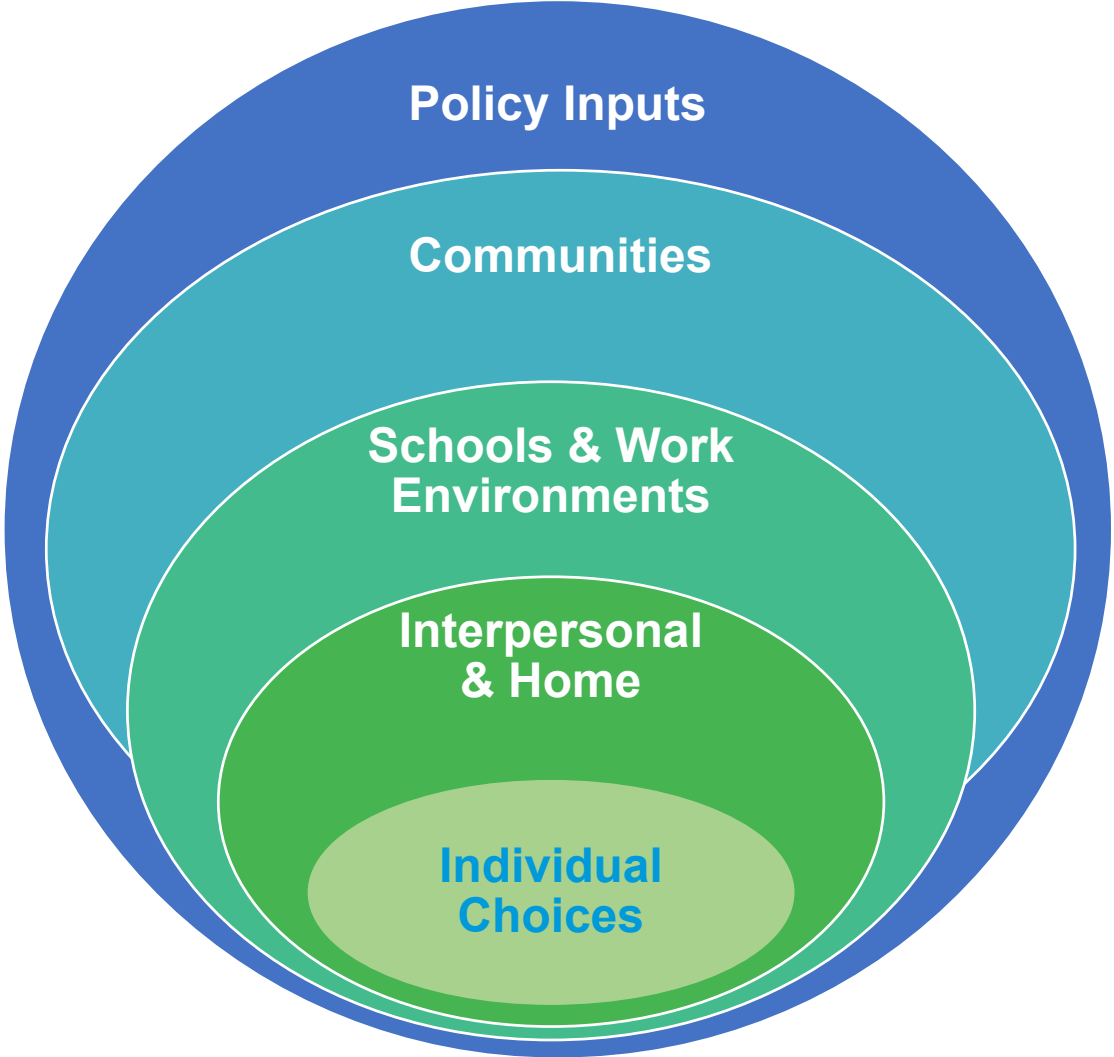 Policy Inputs
Communities
Schools & Work
Environments
Interpersonal
& Home
Individual
Choices